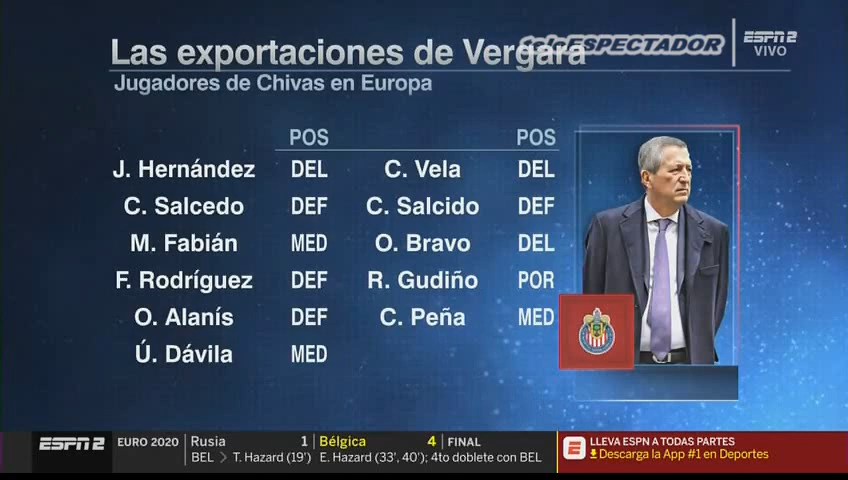 Las exportaciones de Vergara
teleESPECTADOR
ESPN 2
VIVO
Jugadores de Chivas en Europa
POS POS
J. Hernández DEL C. Vela DEL
C. Salcedo DEF C. Salcido DEF
M. Fabián MED O. Bravo DEL
F. Rodríguez DEF R. Gudiño POR
O. Alanís DEF C. Peña MED
Ú. Dávila MED
ESPN 2 EURO 2020 Rusia 1 Bélgica 4 FINAL
BEL > T. Hazard (19') E. Hazard (33', 40'); 4to doblete con BEL
E LLEVA ESPN A TODAS PARTES
Descarga la App #1 en Deportes